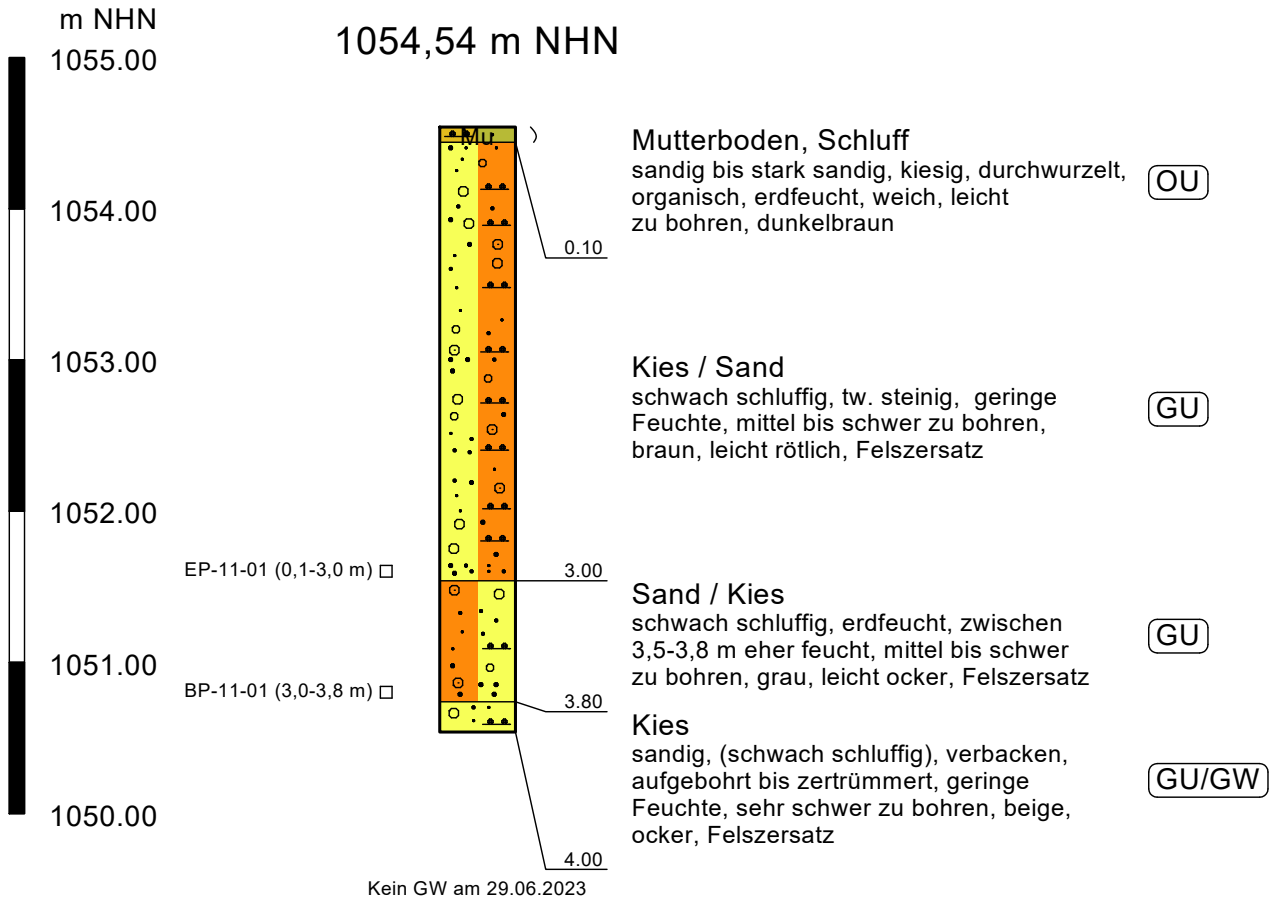 m NHN
1054,54 m NHN
1055.00
1054.00
1053.00
1052.00
1051.00
1050.00
Mu
Mutterboden, Schluff
sandig bis stark sandig, kiesig, durchwurzelt,
organisch, erdfeucht, weich, leicht
zu bohren, dunkelbraun
OU
0.10
Kies / Sand
schwach schluffig, tw. steinig, geringe
Feuchte, mittel bis schwer zu bohren,
braun, leicht rötlich, Felszersatz
GU
EP-11-01 (0,1-3,0 m)
3.00
Sand / Kies
schwach schluffig, erdfeucht, zwischen
3,5-3,8 m eher feucht, mittel bis schwer
zu bohren, grau, leicht ocker, Felszersatz
GU
BP-11-01 (3,0-3,8 m)
3.80
Kies
sandig, (schwach schluffig), verbacken,
aufgebohrt bis zertrümmert, geringe
Feuchte, sehr schwer zu bohren, beige,
ocker, Felszersatz
GU/GW
4.00
Kein GW am 29.06.2023